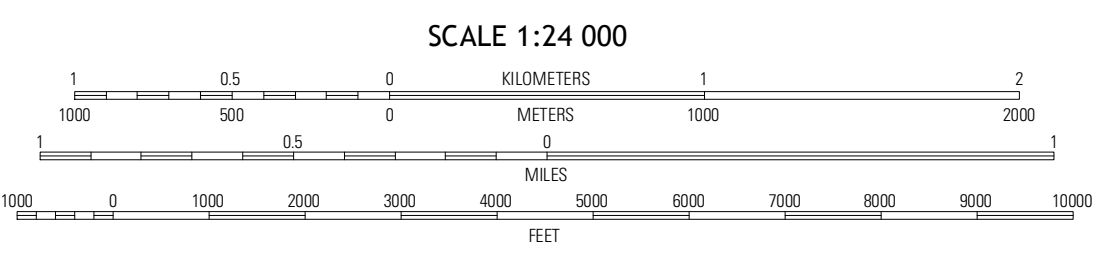 SCALE 1:24 000
1 0.5 0 KILOMETERS 1 2
1000 500 0 METERS 1000 2000
1 0.5 0 1
MILES
1000 0 1000 2000 3000 4000 5000 6000 7000 8000 9000 10000
FEET